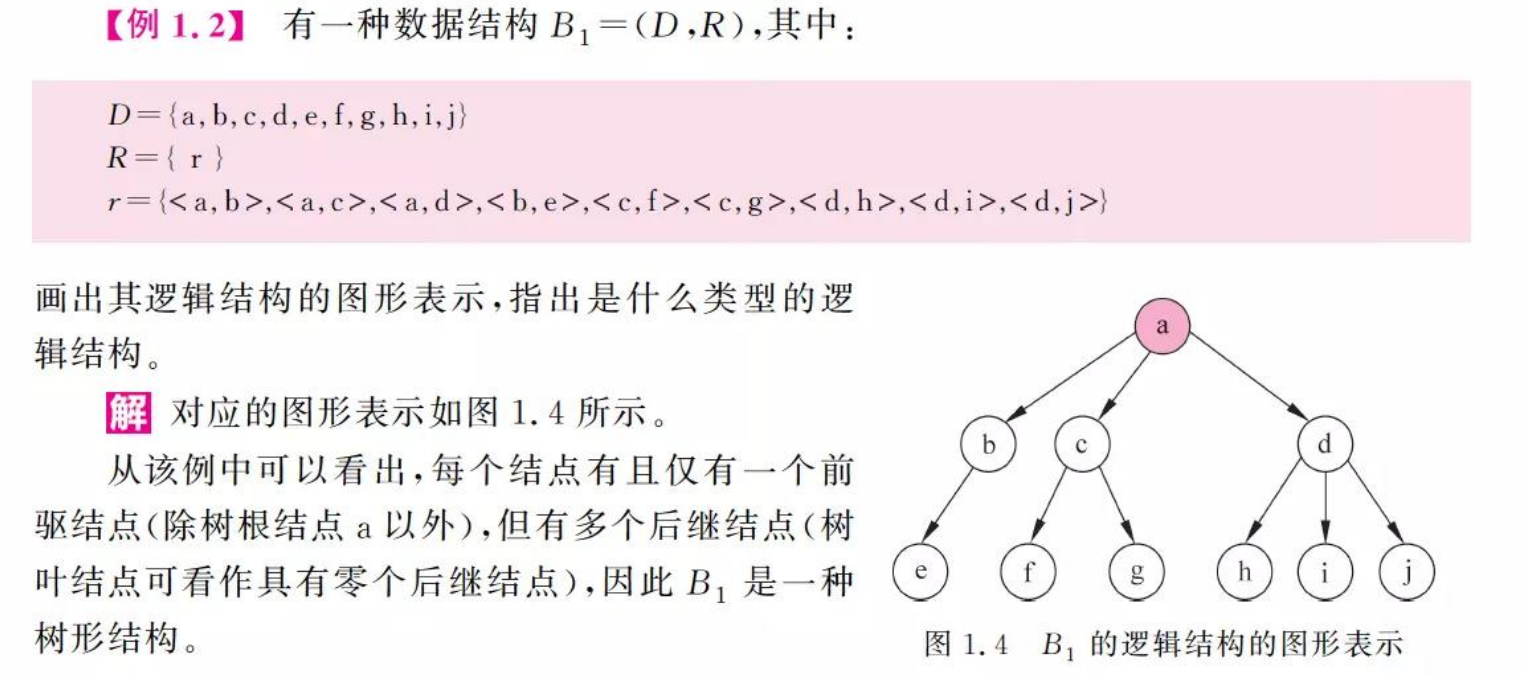 【例 1.2】 有一种数据结构 B₁=(D,R),其中：
D={a,b,c,d,e,f,g,h,i,j}
R={ r }
r={<a,b>,<a,c>,<a,d>,<b,e>,<c,f>,<c,g>,<d,h>,<d,i>,<d,j>}
画出其逻辑结构的图形表示,指出是什么类型的逻
辑结构。
解 对应的图形表示如图 1.4 所示。
从该例中可以看出,每个结点有且仅有一个前
驱结点(除树根结点 a 以外),但有多个后继结点(树
叶结点可看作具有零个后继结点),因此 B₁ 是一种
树形结构。
a
b c d
e f g h i j
图 1.4 B₁ 的逻辑结构的图形表示